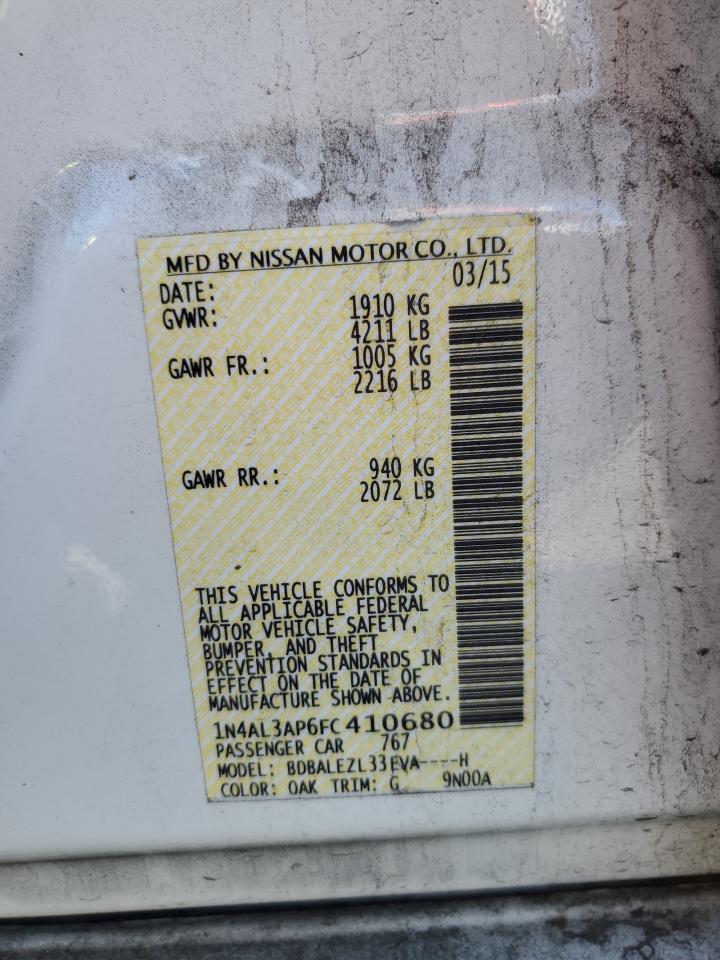 MFD BY NISSAN MOTOR CO., LTD.
DATE: 03/15
GVWR: 1910 KG
4211 LB
GAWR FR.: 1005 KG
2216 LB
GAWR RR.: 940 KG
2072 LB
THIS VEHICLE CONFORMS TO
ALL APPLICABLE FEDERAL
MOTOR VEHICLE SAFETY,
BUMPER, AND THEFT
PREVENTION STANDARDS IN
EFFECT ON THE DATE OF
MANUFACTURE SHOWN ABOVE.
1N4AL3AP6FC410680
PASSENGER CAR 767
MODEL: BDBALEZL33EVA----H
COLOR: OAK TRIM: G 9N00A